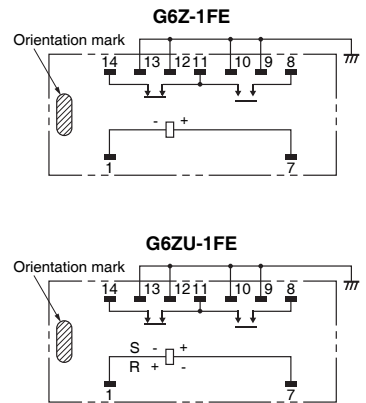 G6Z-1FE
Orientation mark
14 13 12 11 10 9 8
- +
1 7
G6ZU-1FE
Orientation mark
14 13 12 11 10 9 8
S - +
R + -
1 7